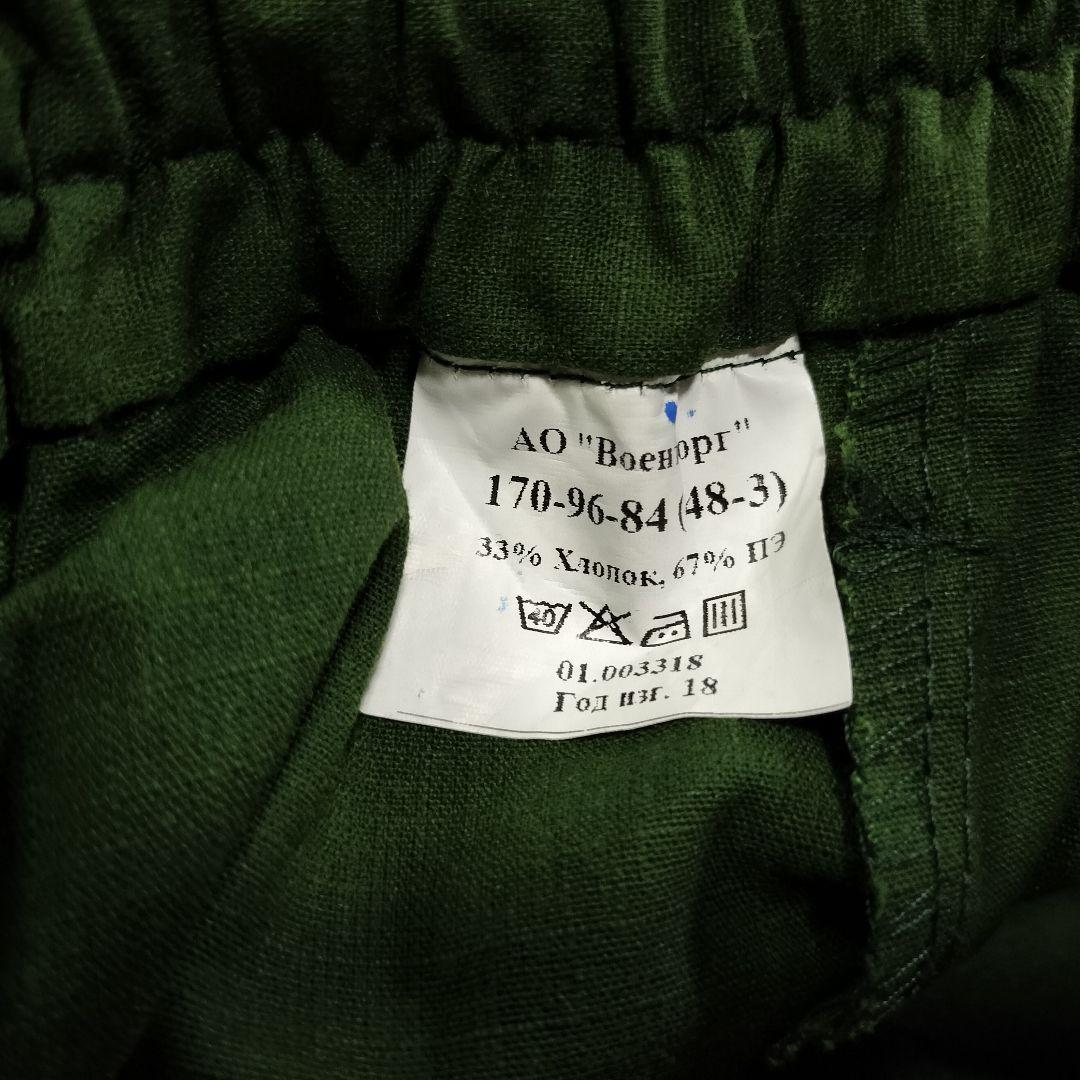 АО "Военторг"
170-96-84 (48-3)
33% Хлопок, 67% ПЭ
40
01.003318
Год изг. 18